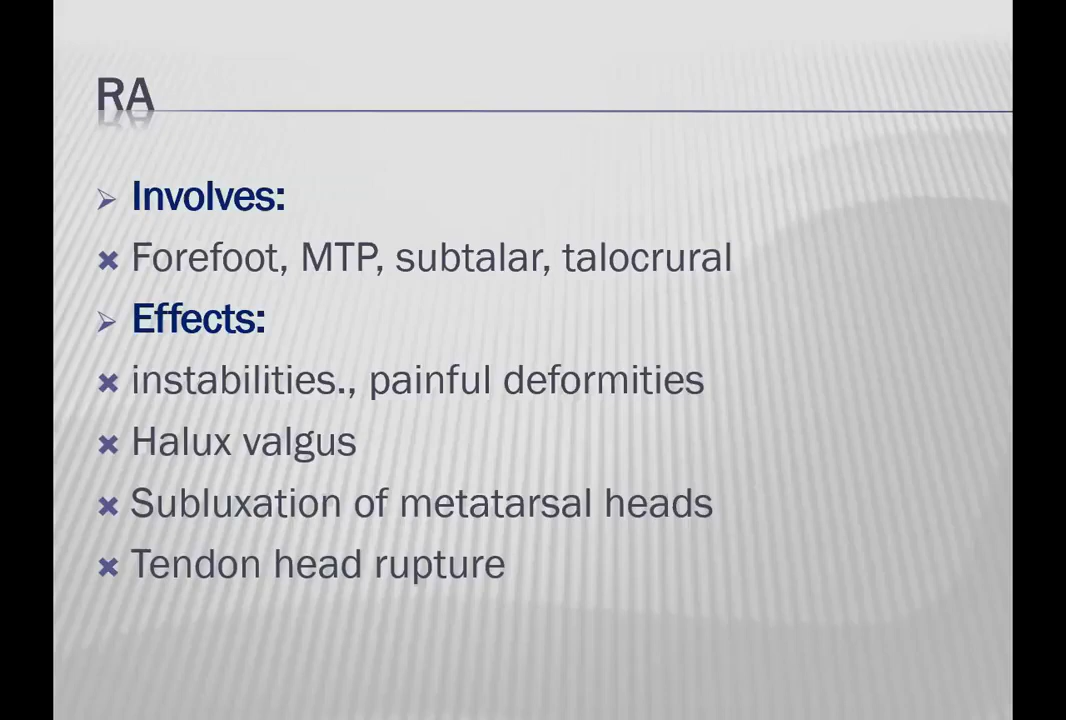 RA
Involves:
Forefoot, MTP, subtalar, talocrural
Effects:
instabilities., painful deformities
Halux valgus
Subluxation of metatarsal heads
Tendon head rupture